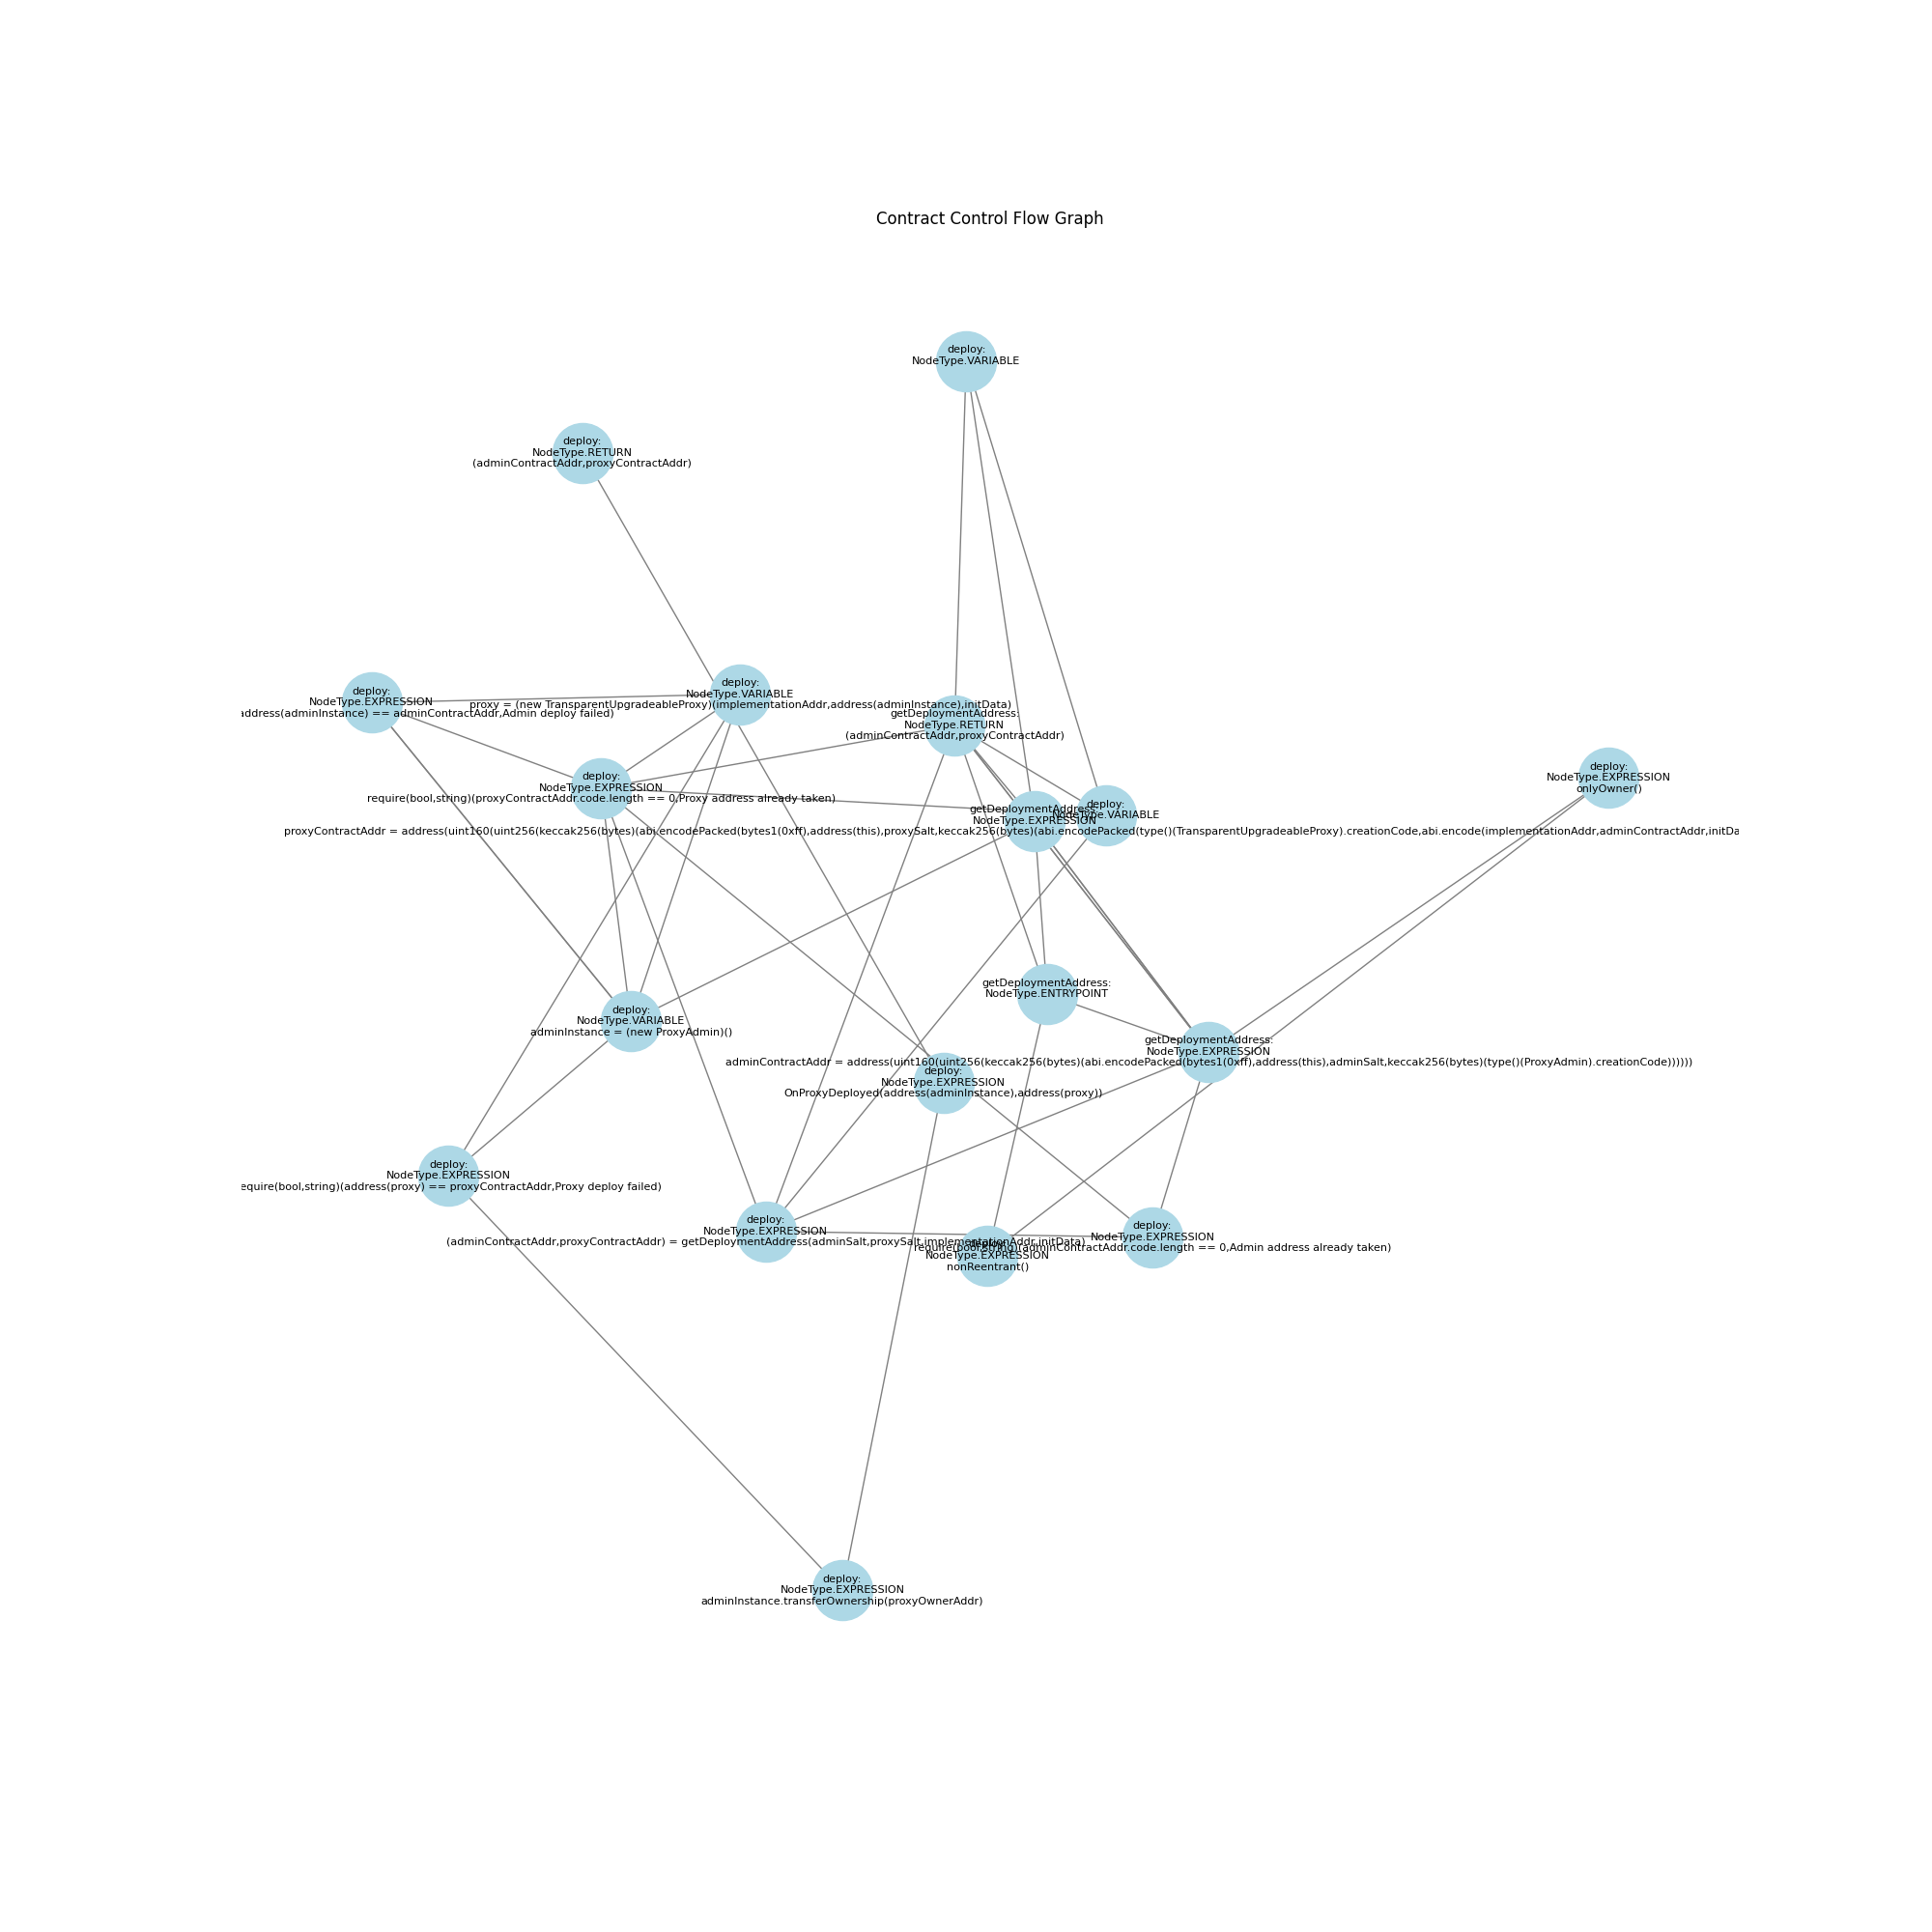 Contract Control Flow Graph
deploy:
NodeType.VARIABLE
deploy:
NodeType.RETURN
(adminContractAddr,proxyContractAddr)
deploy:
NodeType.VARIABLE
proxy = (new TransparentUpgradeableProxy)(implementationAddr,address(adminInstance),initData)
deploy:
NodeType.EXPRESSION
address(adminInstance) == adminContractAddr,Admin deploy failed)
getDeploymentAddress:
NodeType.RETURN
(adminContractAddr,proxyContractAddr)
deploy:
NodeType.EXPRESSION
onlyOwner()
deploy:
NodeType.EXPRESSION
require(bool,string)(proxyContractAddr.code.length == 0,Proxy address already taken)
getDeploymentAddress:
NodeType.EXPRESSION
proxyContractAddr = address(uint160(uint256(keccak256(bytes)(abi.encodePacked(bytes1(0xff),address(this),proxySalt,keccak256(bytes)(abi.encodePacked(type()(TransparentUpgradeableProxy).creationCode,abi.encode(implementationAddr,adminContractAddr,initDa
deploy:
NodeType.VARIABLE
getDeploymentAddress:
NodeType.ENTRYPOINT
deploy:
NodeType.VARIABLE
adminInstance = (new ProxyAdmin)()
getDeploymentAddress:
NodeType.EXPRESSION
adminContractAddr = address(uint160(uint256(keccak256(bytes)(abi.encodePacked(bytes1(0xff),address(this),adminSalt,keccak256(bytes)(type()(ProxyAdmin).creationCode))))))
deploy:
NodeType.EXPRESSION
OnProxyDeployed(address(adminInstance),address(proxy))
deploy:
NodeType.EXPRESSION
equire(bool,string)(address(proxy) == proxyContractAddr,Proxy deploy failed)
deploy:
NodeType.EXPRESSION
(adminContractAddr,proxyContractAddr) = getDeploymentAddress(adminSalt,proxySalt,implementationAddr,initData)
deploy:
NodeType.EXPRESSION
require(bool,string)(adminContractAddr.code.length == 0,Admin address already taken)
deploy:
NodeType.EXPRESSION
nonReentrant()
deploy:
NodeType.EXPRESSION
adminInstance.transferOwnership(proxyOwnerAddr)